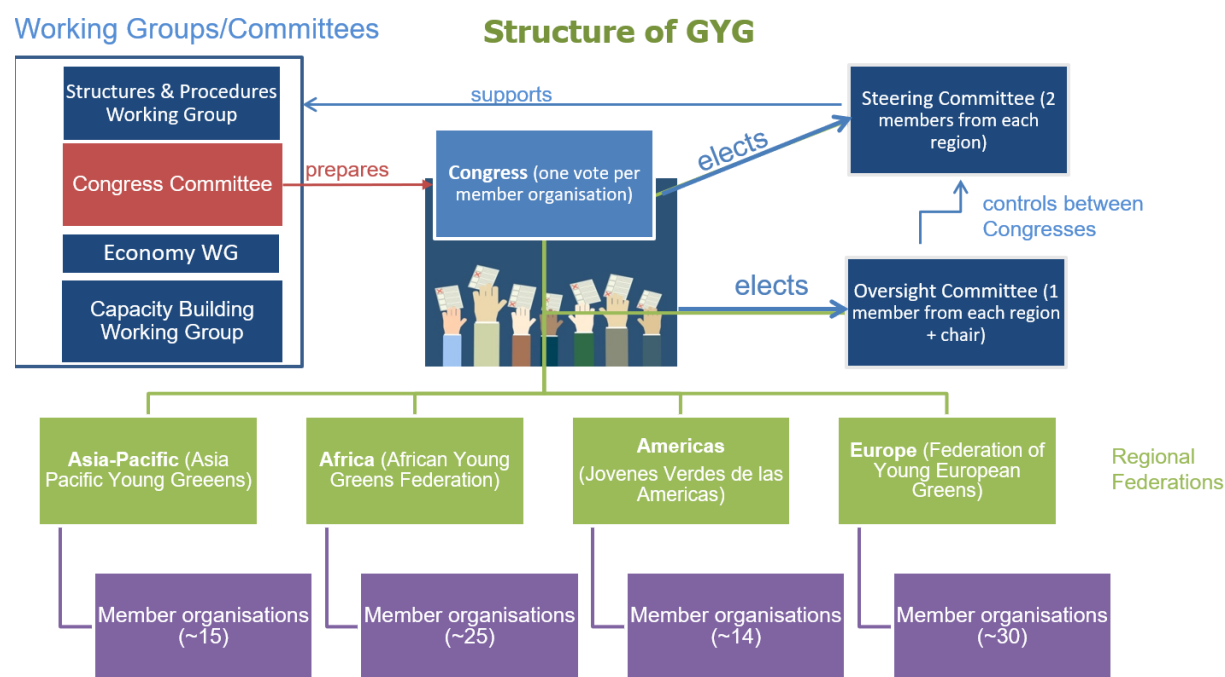 Working Groups/Committees
Structure of GYG
Structures & Procedures
Working Group
Congress Committee
Economy WG
Capacity Building
Working Group
supports
prepares
Congress (one vote per
member organisation)
elects
elects
Steering Committee (2
members from each
region)
controls between
Congresses
Oversight Committee (1
member from each region
+ chair)
Asia-Pacific (Asia
Pacific Young Greeens)
Africa (African Young
Greens Federation)
Americas
(Jovenes Verdes de las
Americas)
Europe (Federation of
Young European
Greens)
Regional
Federations
Member organisations
(~15)
Member organisations
(~25)
Member organisations
(~14)
Member organisations
(~30)